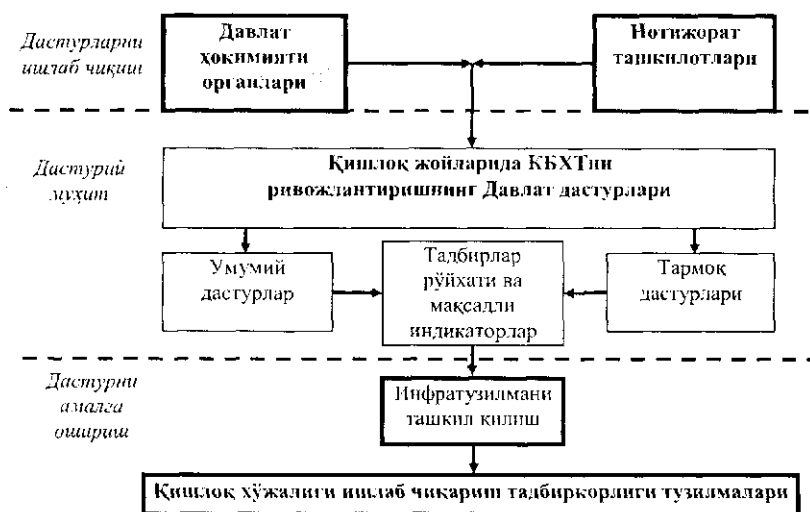 Дастурларни
ишлаб чиқиш
Давлат
ҳокимияти
органлари
Нотижорат
ташкилотлари
Дастурий
муҳит
Қишлоқ жойларида КБХТни
ривожлантиришнинг Давлат дастурлари
Умумий
дастурлар
Тадбирлар
рўйхати ва
мақсадли
индикаторлар
Тармоқ
дастурлари
Дастурни
амалга
ошириш
Инфратузилмани
ташкил қилиш
Қишлоқ хўжалиги ишлаб чиқариш тадбиркорлиги тузилмалари